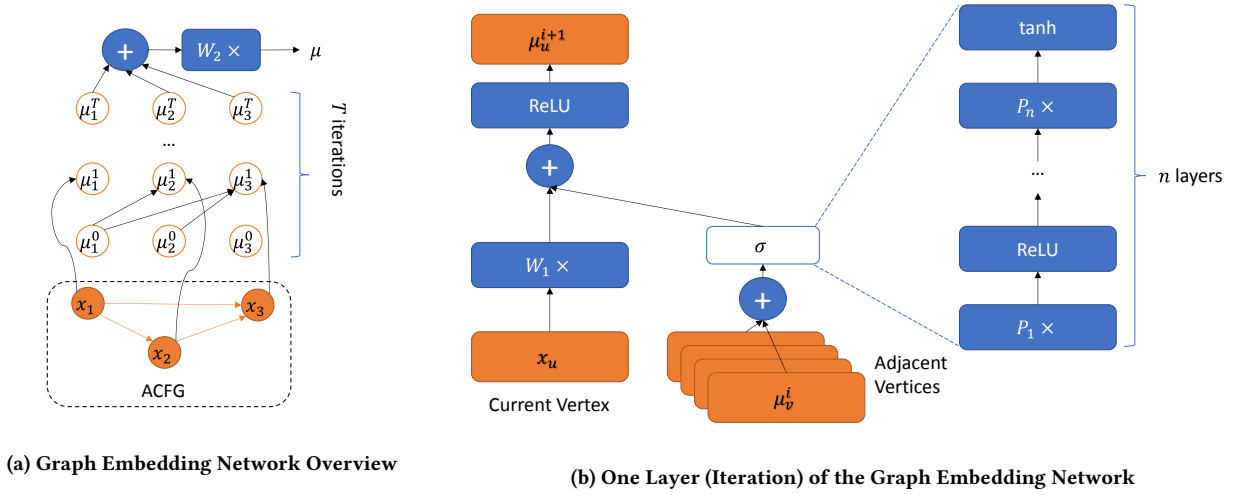 +
W₂ ×
μ
μ₁ᵀ μ₂ᵀ μ₃ᵀ
...
μ₁¹ μ₂¹ μ₃¹
μ₁⁰ μ₂⁰ μ₃⁰
T iterations
x₁
x₃
x₂
ACFG
(a) Graph Embedding Network Overview
μᵤⁱ⁺¹
ReLU
+
W₁ ×
xᵤ
Current Vertex
σ
+
μᵥⁱ
Adjacent
Vertices
tanh
Pₙ ×
...
ReLU
P₁ ×
n layers
(b) One Layer (Iteration) of the Graph Embedding Network